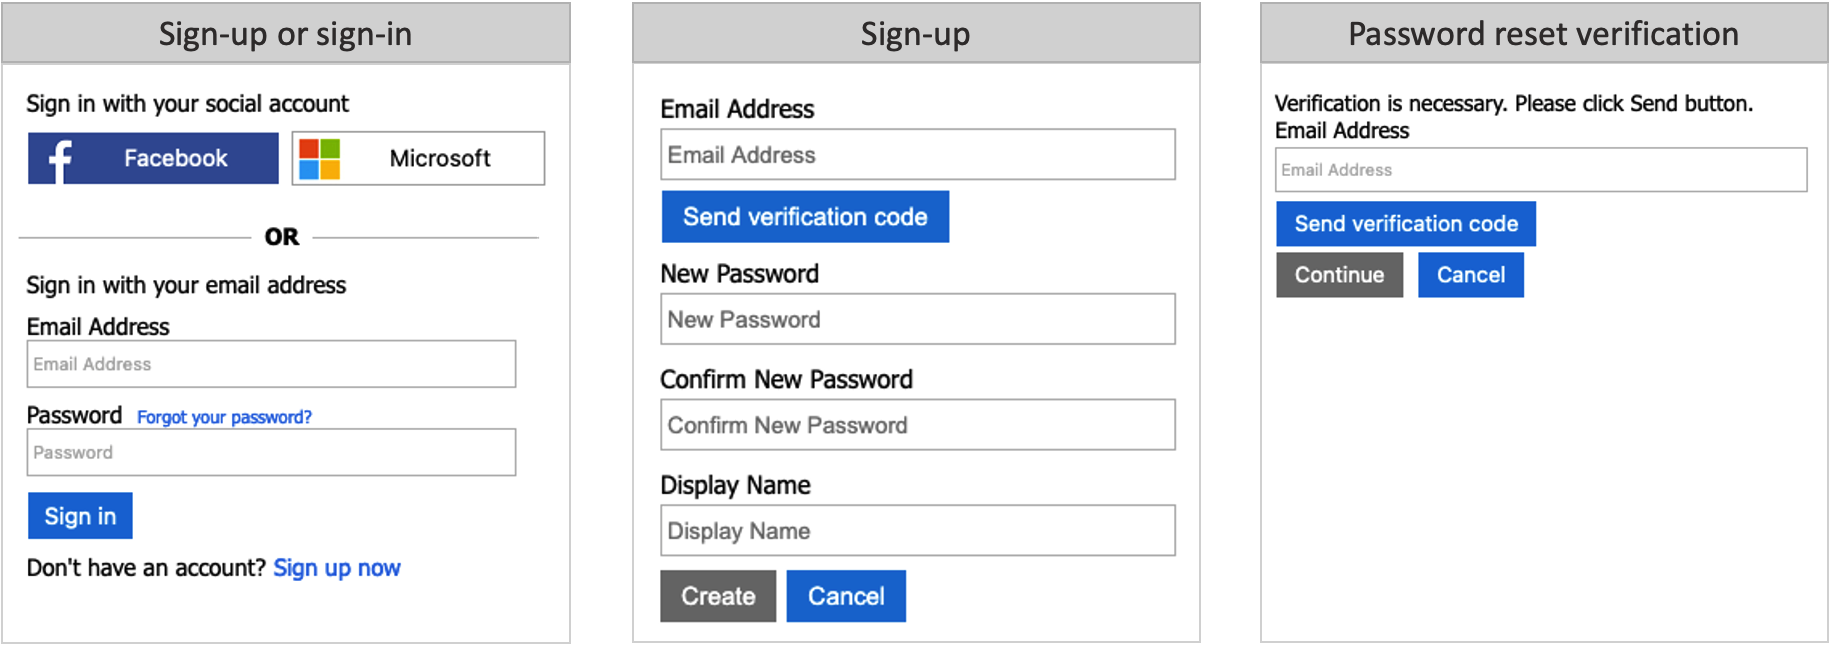 Sign-up or sign-in
Sign in with your social account
Facebook
Microsoft
OR
Sign in with your email address
Email Address
Email Address
Password Forgot your password?
Password
Sign in
Don't have an account? Sign up now
Sign-up
Email Address
Email Address
Send verification code
New Password
New Password
Confirm New Password
Confirm New Password
Display Name
Display Name
Create
Cancel
Password reset verification
Verification is necessary. Please click Send button.
Email Address
Email Address
Send verification code
Continue
Cancel